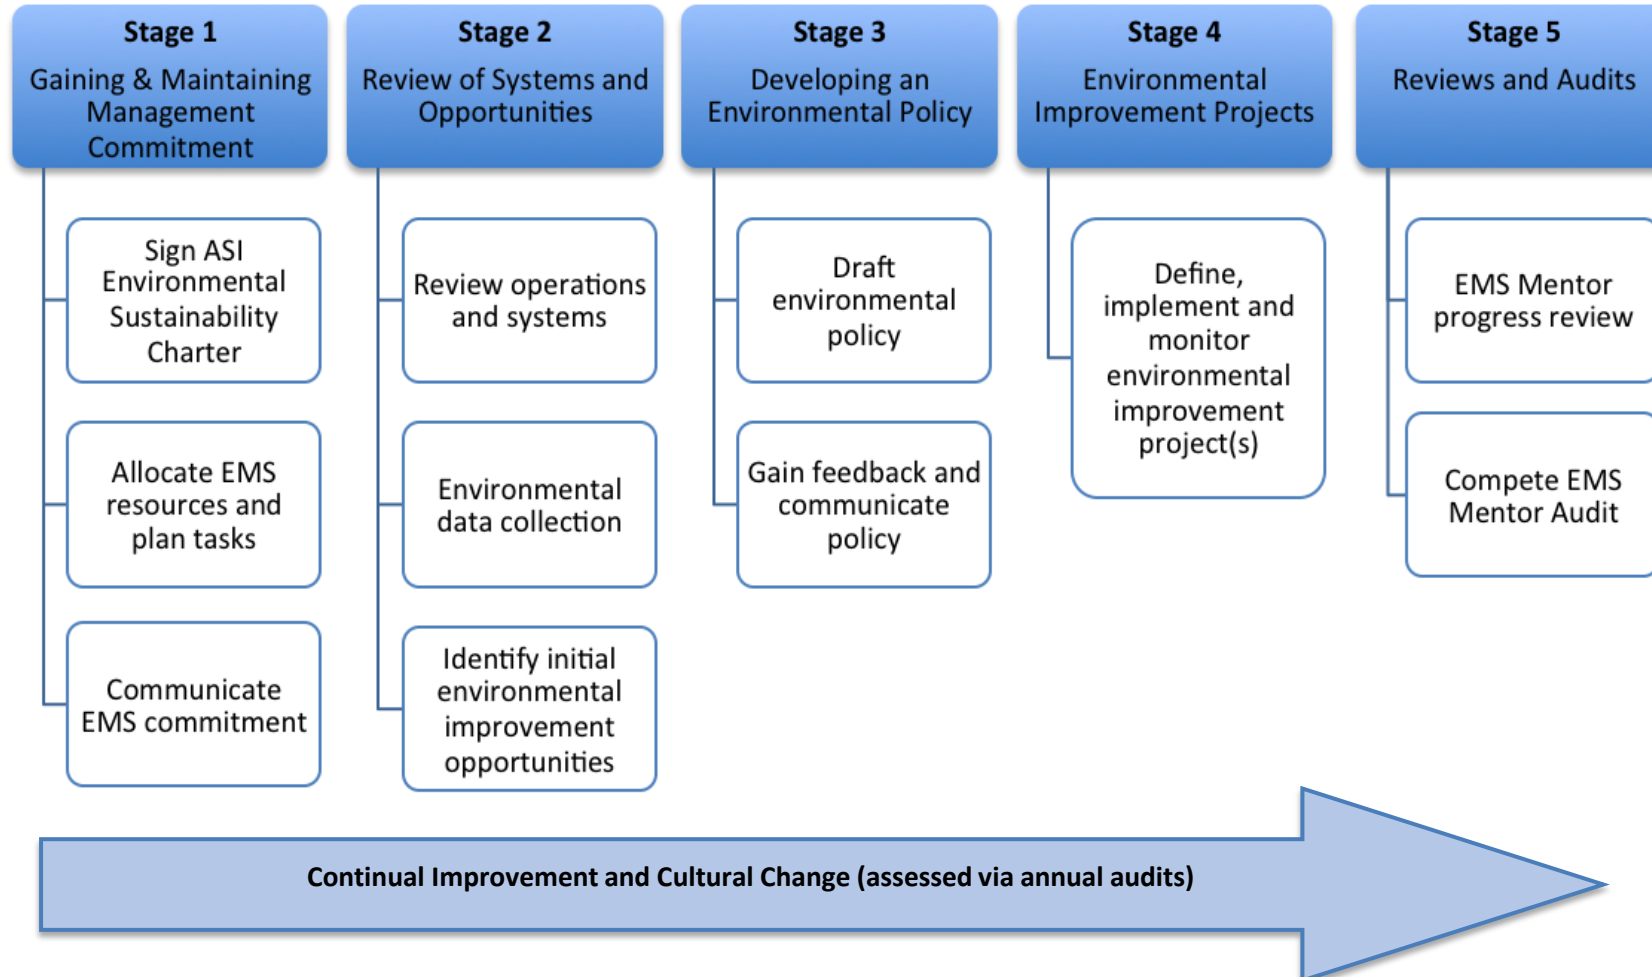 Stage 1
Gaining & Maintaining
Management
Commitment
Sign ASI
Environmental
Sustainability
Charter
Allocate EMS
resources and
plan tasks
Communicate
EMS commitment
Stage 2
Review of Systems and
Opportunities
Review operations
and systems
Environmental
data collection
Identify initial
environmental
improvement
opportunities
Stage 3
Developing an
Environmental Policy
Draft
environmental
policy
Gain feedback and
communicate
policy
Stage 4
Environmental
Improvement Projects
Define,
implement and
monitor
environmental
improvement
project(s)
Stage 5
Reviews and Audits
EMS Mentor
progress review
Compete EMS
Mentor Audit
Continual Improvement and Cultural Change (assessed via annual audits)